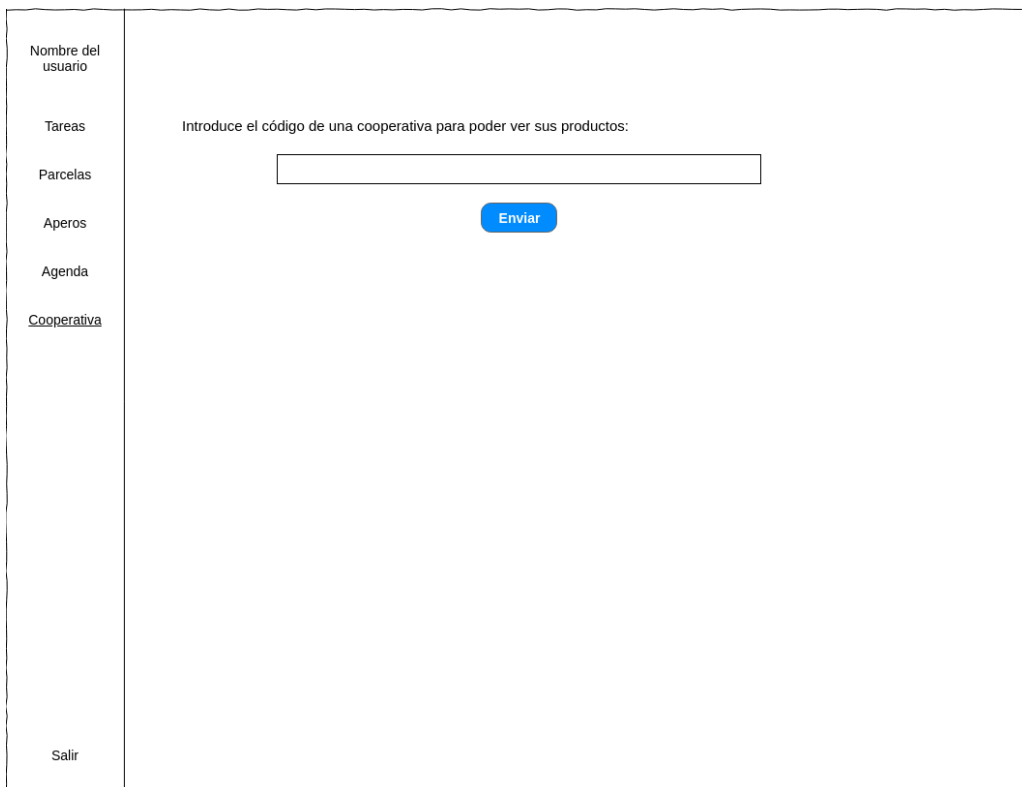 Nombre del
usuario
Tareas
Parcelas
Aperos
Agenda
Cooperativa
Salir
Introduce el código de una cooperativa para poder ver sus productos:
Enviar